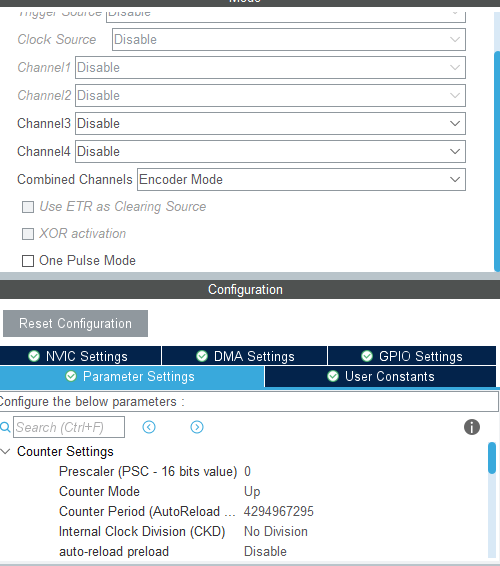 Mode
Trigger Source Disable
Clock Source Disable
Channel1 Disable
Channel2 Disable
Channel3 Disable
Channel4 Disable
Combined Channels Encoder Mode
Use ETR as Clearing Source
XOR activation
One Pulse Mode
Configuration
Reset Configuration
NVIC Settings DMA Settings GPIO Settings
Parameter Settings User Constants
Configure the below parameters :
Search (Ctrl+F)
Counter Settings
Prescaler (PSC - 16 bits value) 0
Counter Mode Up
Counter Period (AutoReload ... 4294967295
Internal Clock Division (CKD) No Division
auto-reload preload Disable